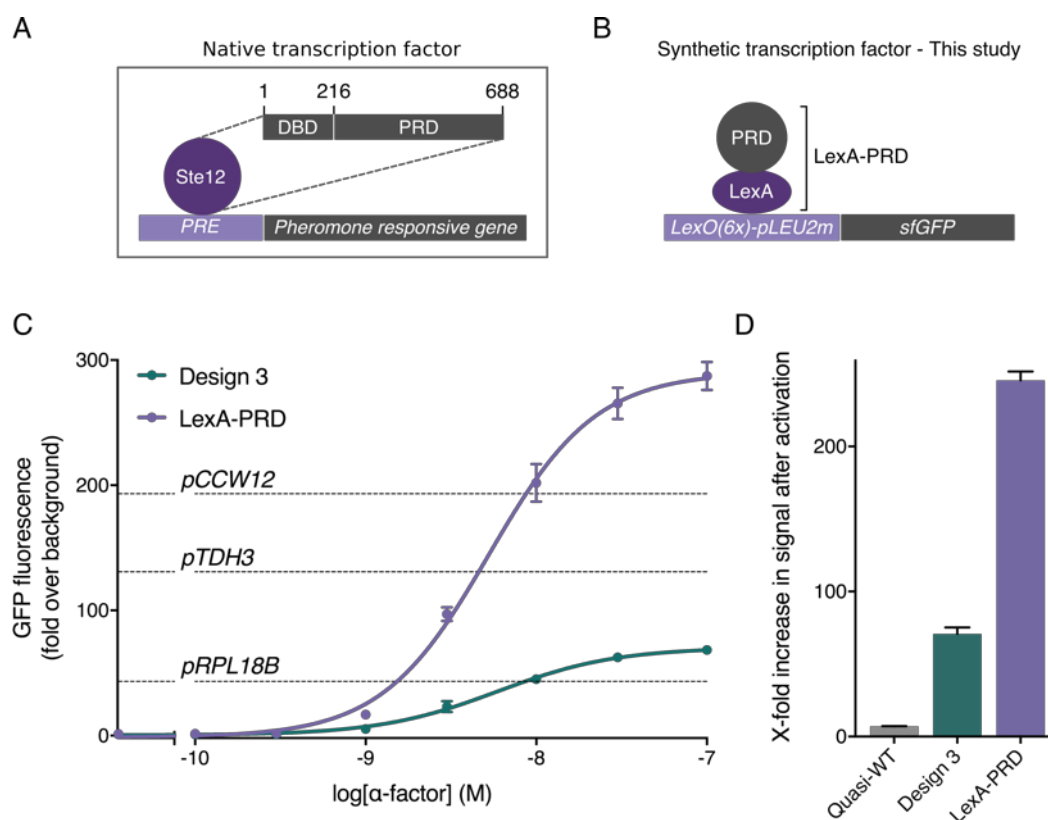 A
Native transcription factor
1 216 688
DBD PRD
Ste12
PRE Pheromone responsive gene
B
Synthetic transcription factor - This study
PRD
LexA
LexA-PRD
LexO(6x)-pLEU2m sfGFP
C
GFP fluorescence
(fold over background)
300
200
100
0
Design 3
LexA-PRD
pCCW12
pTDH3
pRPL18B
-10 -9 -8 -7
log[α-factor] (M)
D
X-fold increase in signal after activation
200
100
0
Quasi-WT
Design 3
LexA-PRD